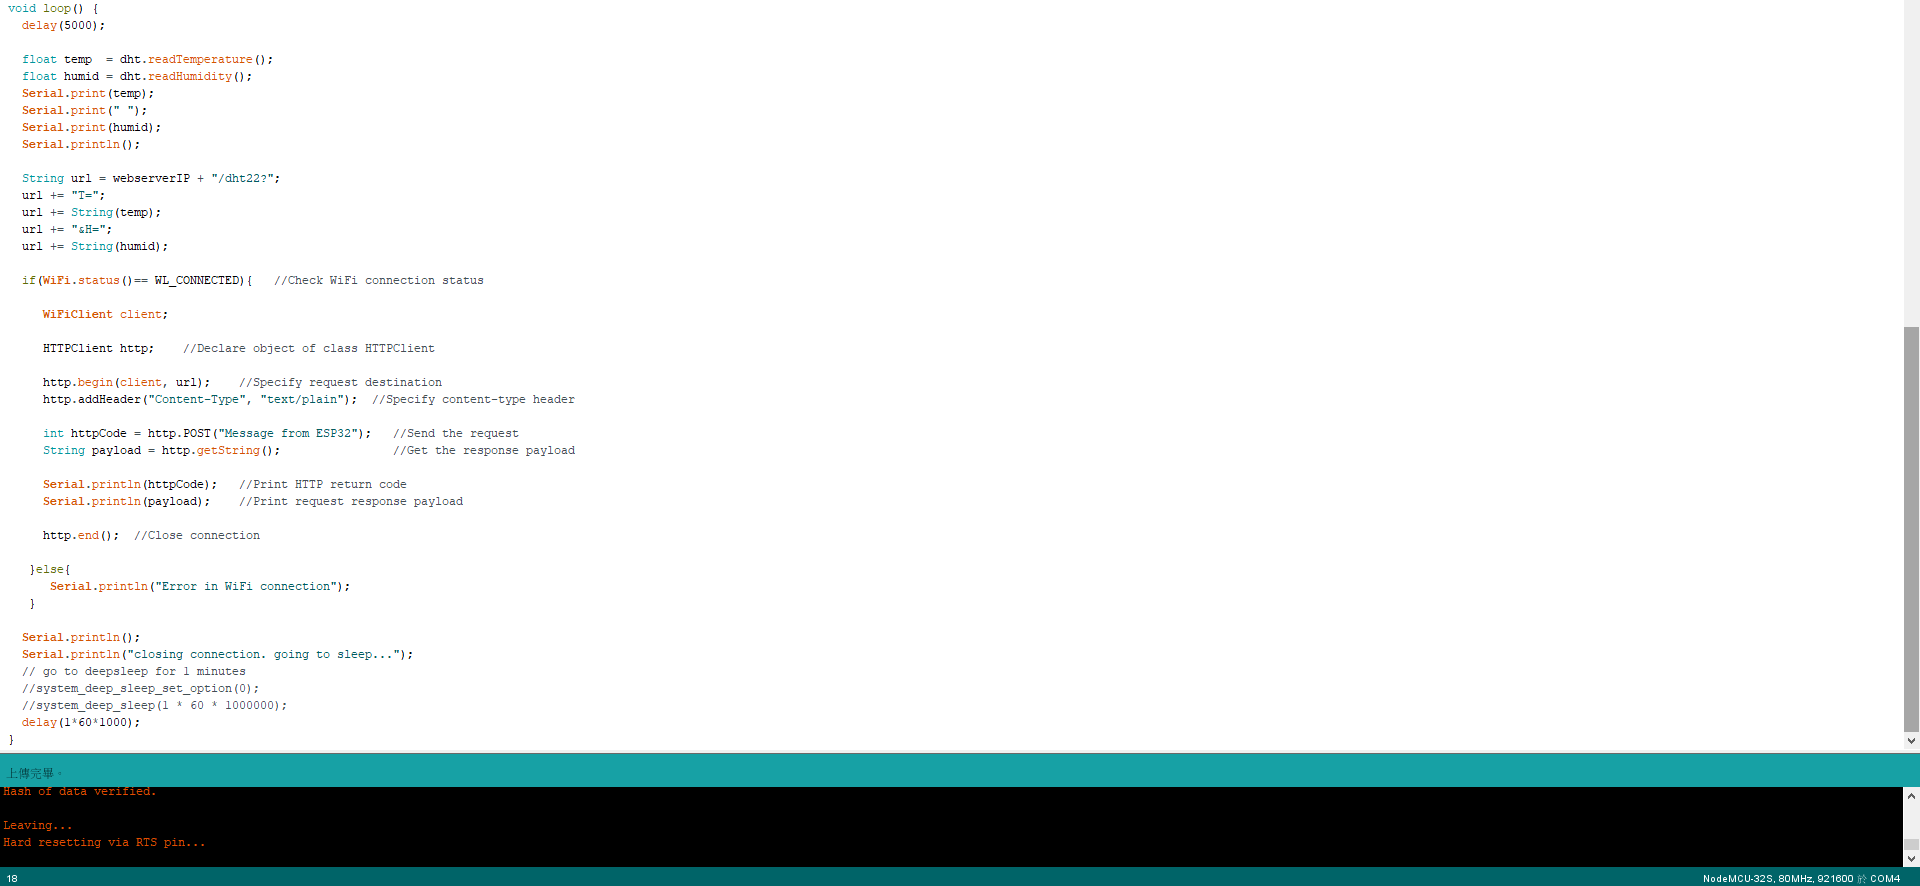 void loop() {
  delay(5000);

  float temp  = dht.readTemperature();
  float humid = dht.readHumidity();
  Serial.print(temp);
  Serial.print(" ");
  Serial.print(humid);
  Serial.println();

  String url = webserverIP + "/dht22?";
  url += "T=";
  url += String(temp);
  url += "&H=";
  url += String(humid);

  if(WiFi.status()== WL_CONNECTED){   //Check WiFi connection status

     WiFiClient client;

     HTTPClient http;    //Declare object of class HTTPClient

     http.begin(client, url);    //Specify request destination
     http.addHeader("Content-Type", "text/plain");  //Specify content-type header

     int httpCode = http.POST("Message from ESP32");   //Send the request
     String payload = http.getString();                //Get the response payload

     Serial.println(httpCode);   //Print HTTP return code
     Serial.println(payload);    //Print request response payload

     http.end();  //Close connection

   }else{
      Serial.println("Error in WiFi connection");
   }

  Serial.println();
  Serial.println("closing connection. going to sleep...");
  // go to deepsleep for 1 minutes
  //system_deep_sleep_set_option(0);
  //system_deep_sleep(1 * 60 * 1000000);
  delay(1*60*1000);
}
上傳完畢。
Hash of data verified.

Leaving...
Hard resetting via RTS pin...
18
NodeMCU-32S, 80MHz, 921600 於 COM4